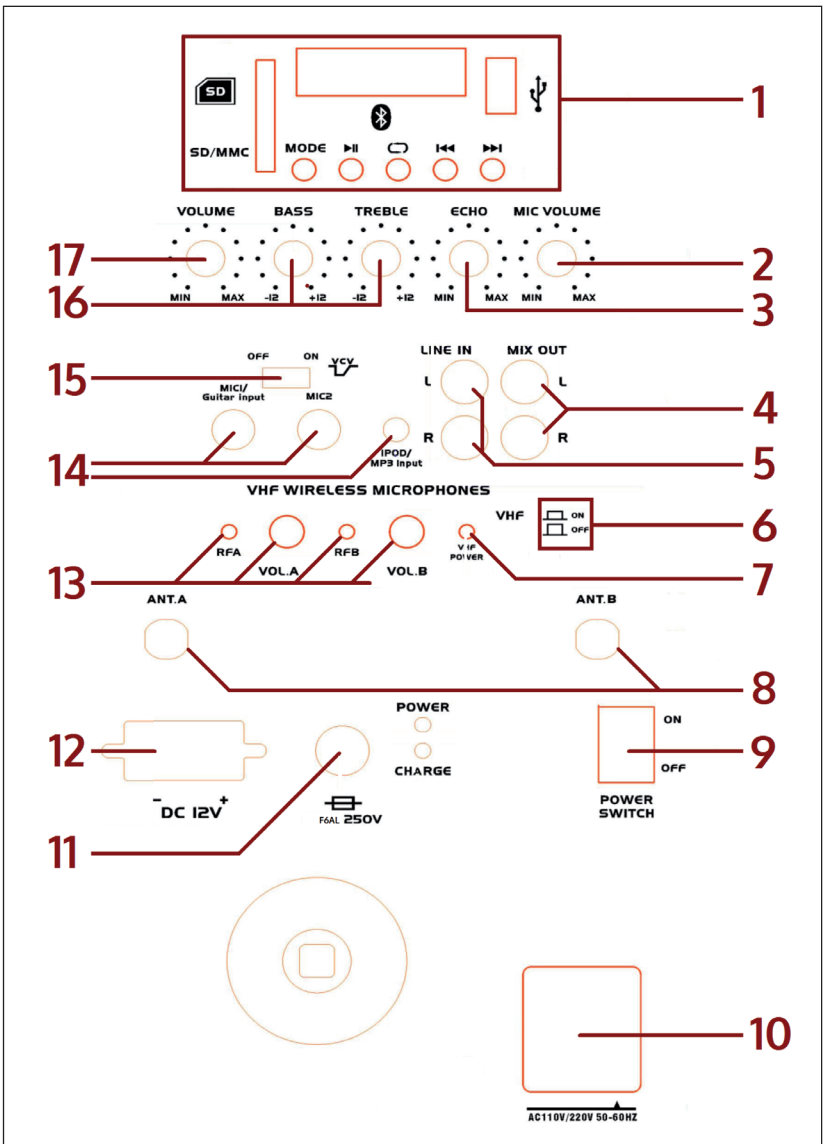 SD
1
SD/MMC
MODE
VOLUME BASS TREBLE ECHO MIC VOLUME
17
2
MIN MAX -12 +12 -12 +12 MIN MAX MIN MAX
16
3
LINE IN MIX OUT
OFF ON VCV
15
L L
MIC1/
Guitar input
MIC2
4
R R
14
IPOD/
MP3 Input
5
VHF WIRELESS MICROPHONES
VHF ON
OFF
6
RFA RFB VHF
POWER
13
VOL.A VOL.B
7
ANT.A ANT.B
8
POWER
ON
12
9
CHARGE
OFF
- DC 12V +
POWER
SWITCH
F6AL 250V
11
10
AC110V/220V 50-60HZ